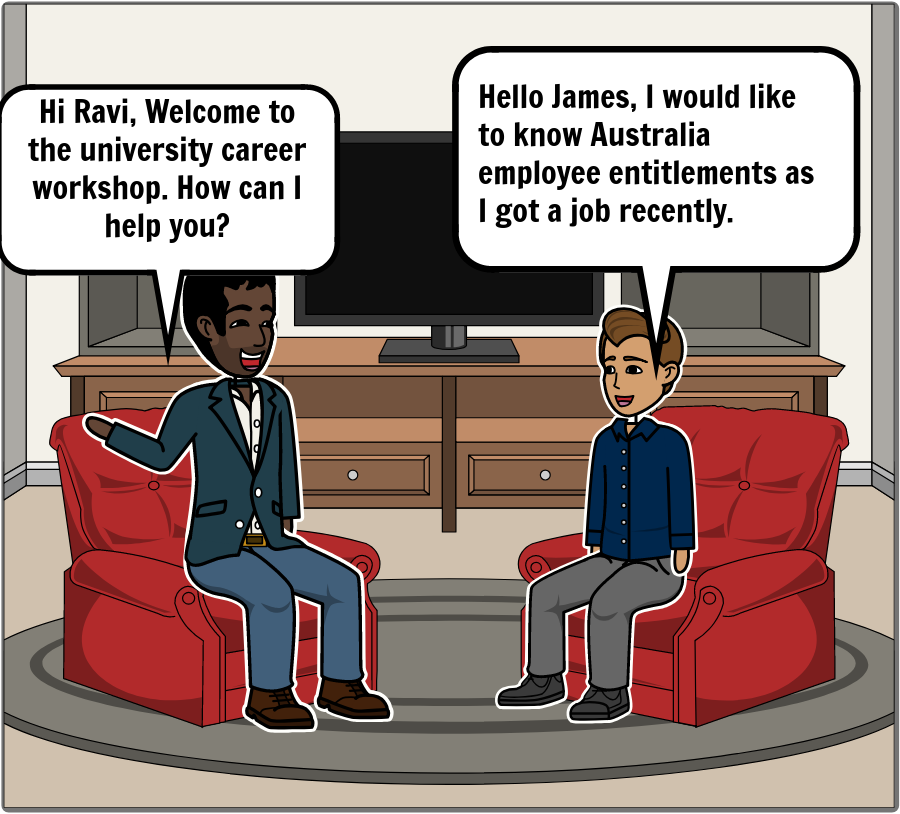 Hi Ravi, Welcome to
the university career
workshop. How can I
help you?
Hello James, I would like
to know Australia
employee entitlements as
I got a job recently.